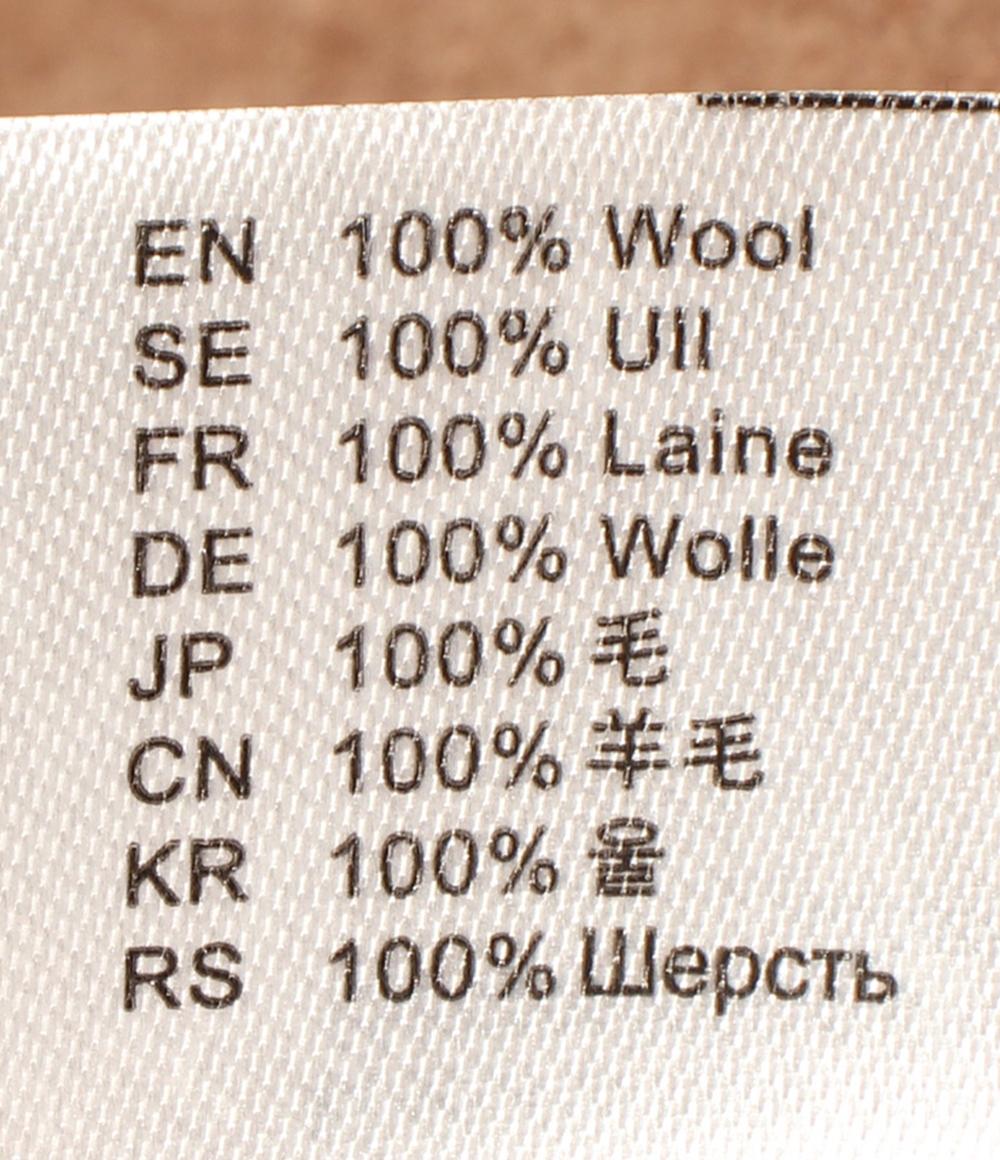 EN 100% Wool
SE 100% Ull
FR 100% Laine
DE 100% Wolle
JP 100% 毛
CN 100% 羊毛
KR 100% 울
RS 100% Шерсть